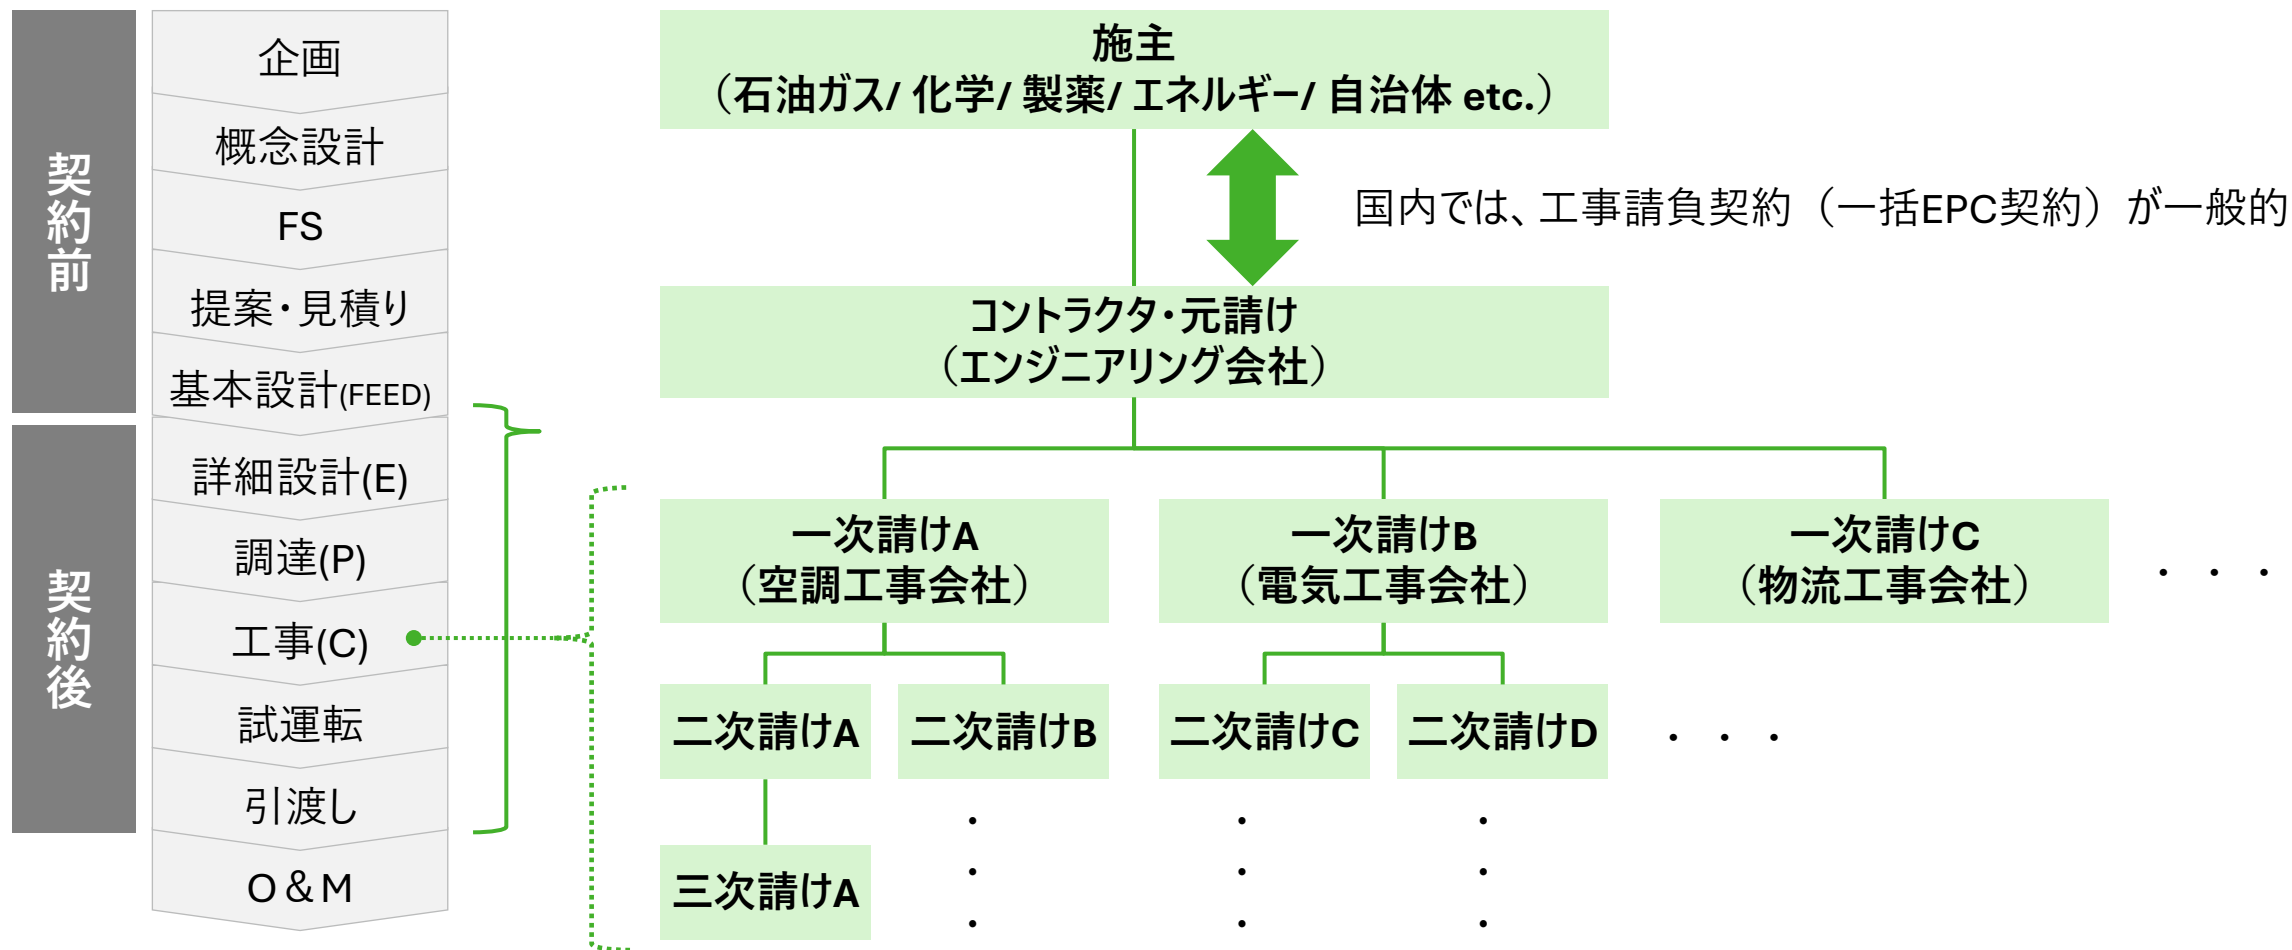 契約前
企画
概念設計
FS
提案・見積り
基本設計(FEED)
契約後
詳細設計(E)
調達(P)
工事(C)
試運転
引渡し
O＆M
施主
（石油ガス/ 化学/ 製薬/ エネルギー/ 自治体 etc.）
国内では、工事請負契約（一括EPC契約）が一般的
コントラクタ・元請け
（エンジニアリング会社）
一次請けA
（空調工事会社）
一次請けB
（電気工事会社）
一次請けC
（物流工事会社）
・・・
二次請けA
二次請けB
二次請けC
二次請けD
・・・
三次請けA
・
・
・
・
・
・
・
・
・